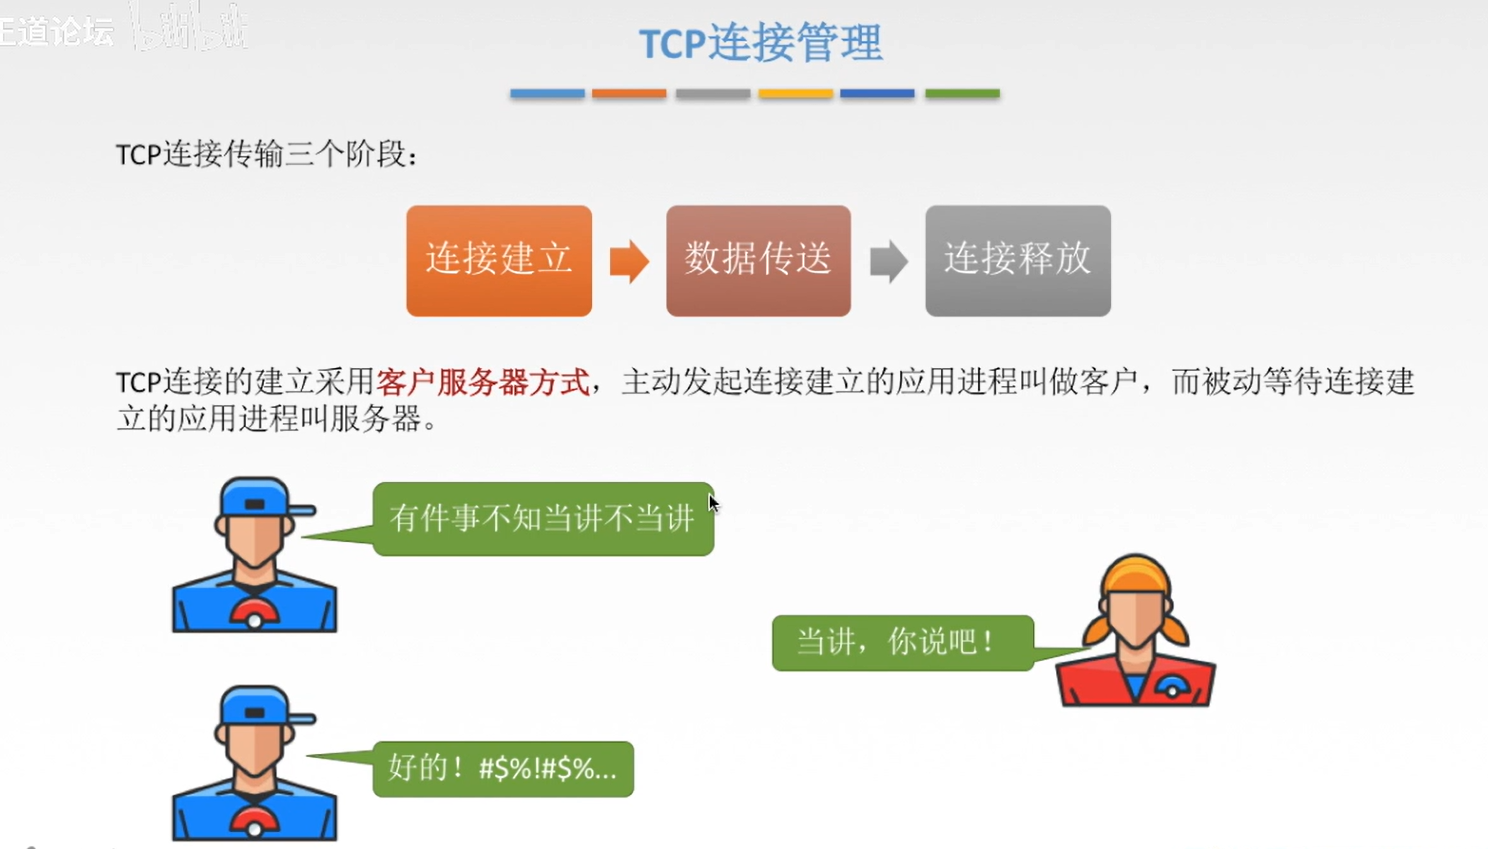 王道论坛 bilibili
TCP连接管理
TCP连接传输三个阶段：
连接建立
数据传送
连接释放
TCP连接的建立采用客户服务器方式，主动发起连接建立的应用进程叫做客户，而被动等待连接建
立的应用进程叫服务器。
有件事不知当讲不当讲
当讲，你说吧！
好的！#$%!#$%...